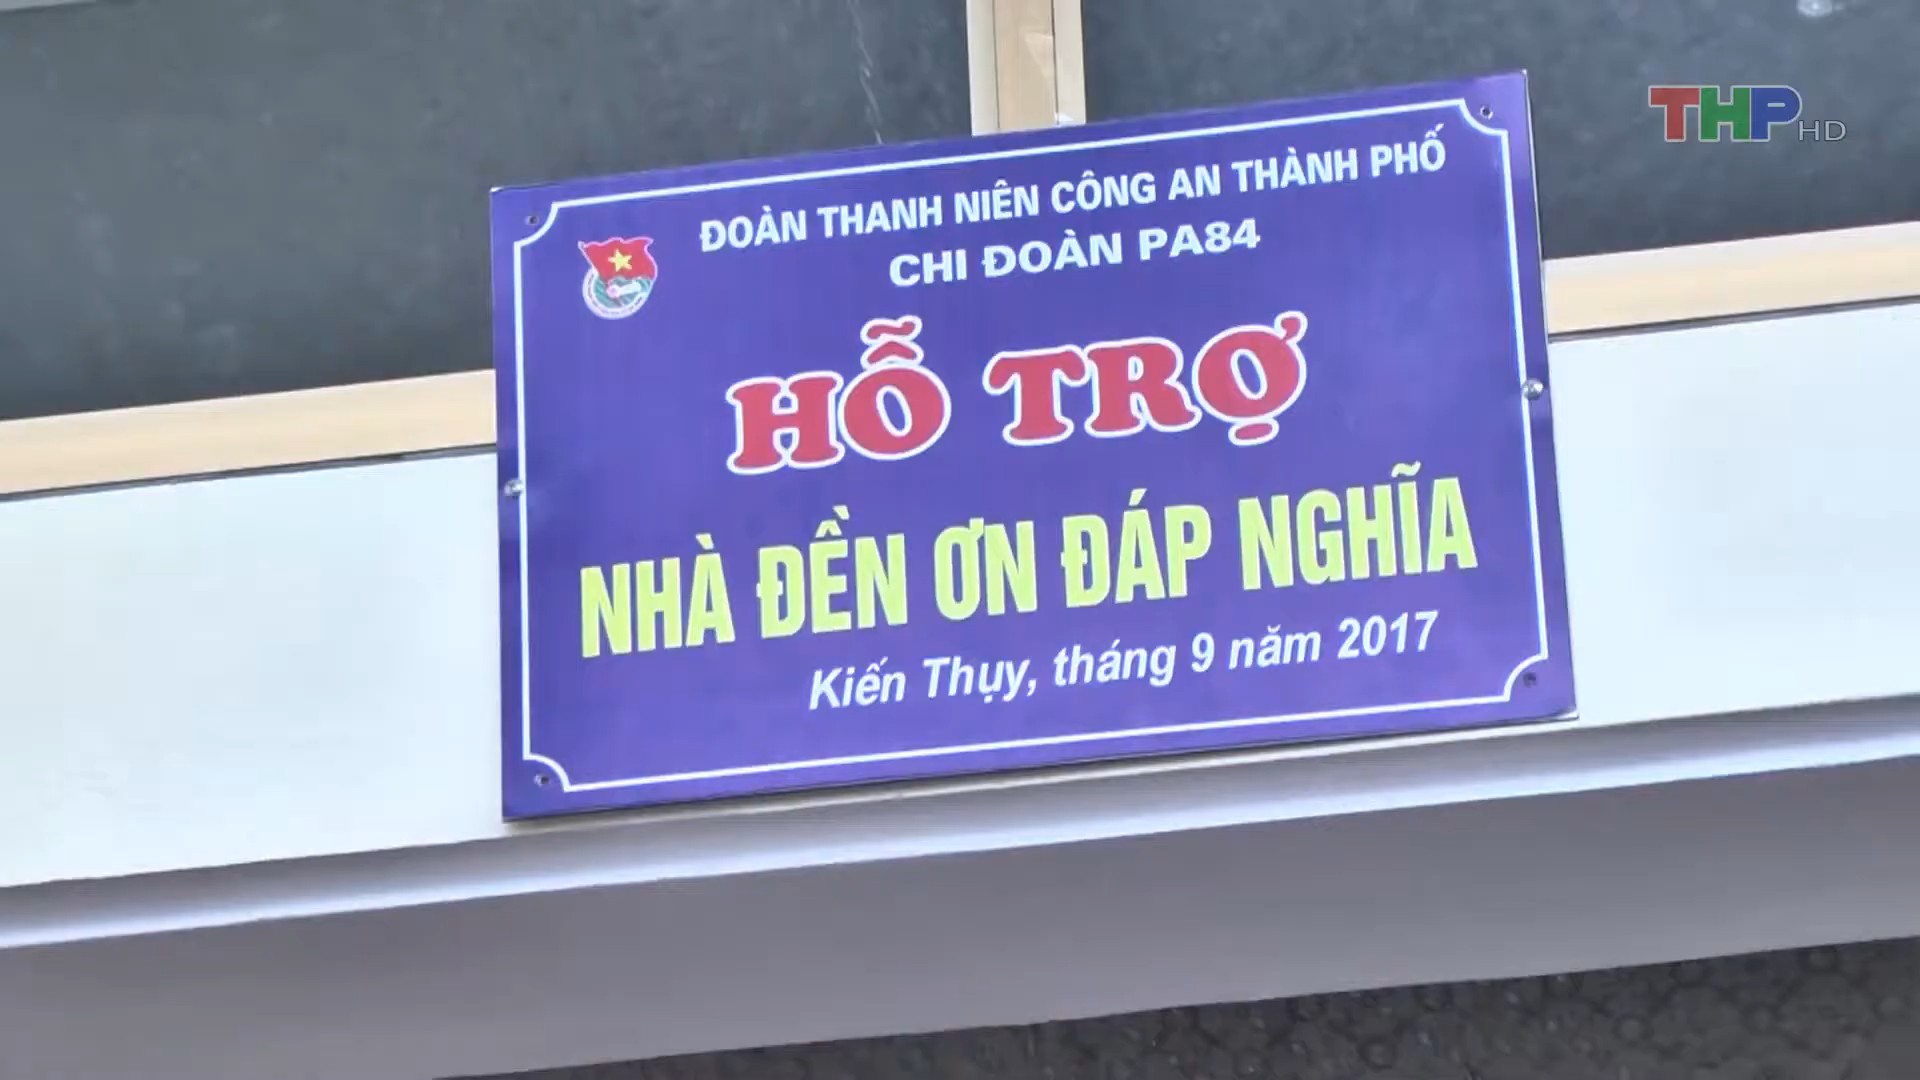 THP HD
ĐOÀN THANH NIÊN CÔNG AN THÀNH PHỐ
CHI ĐOÀN PA84
HỖ TRỢ
NHÀ ĐỀN ƠN ĐÁP NGHĨA
Kiến Thụy, tháng 9 năm 2017